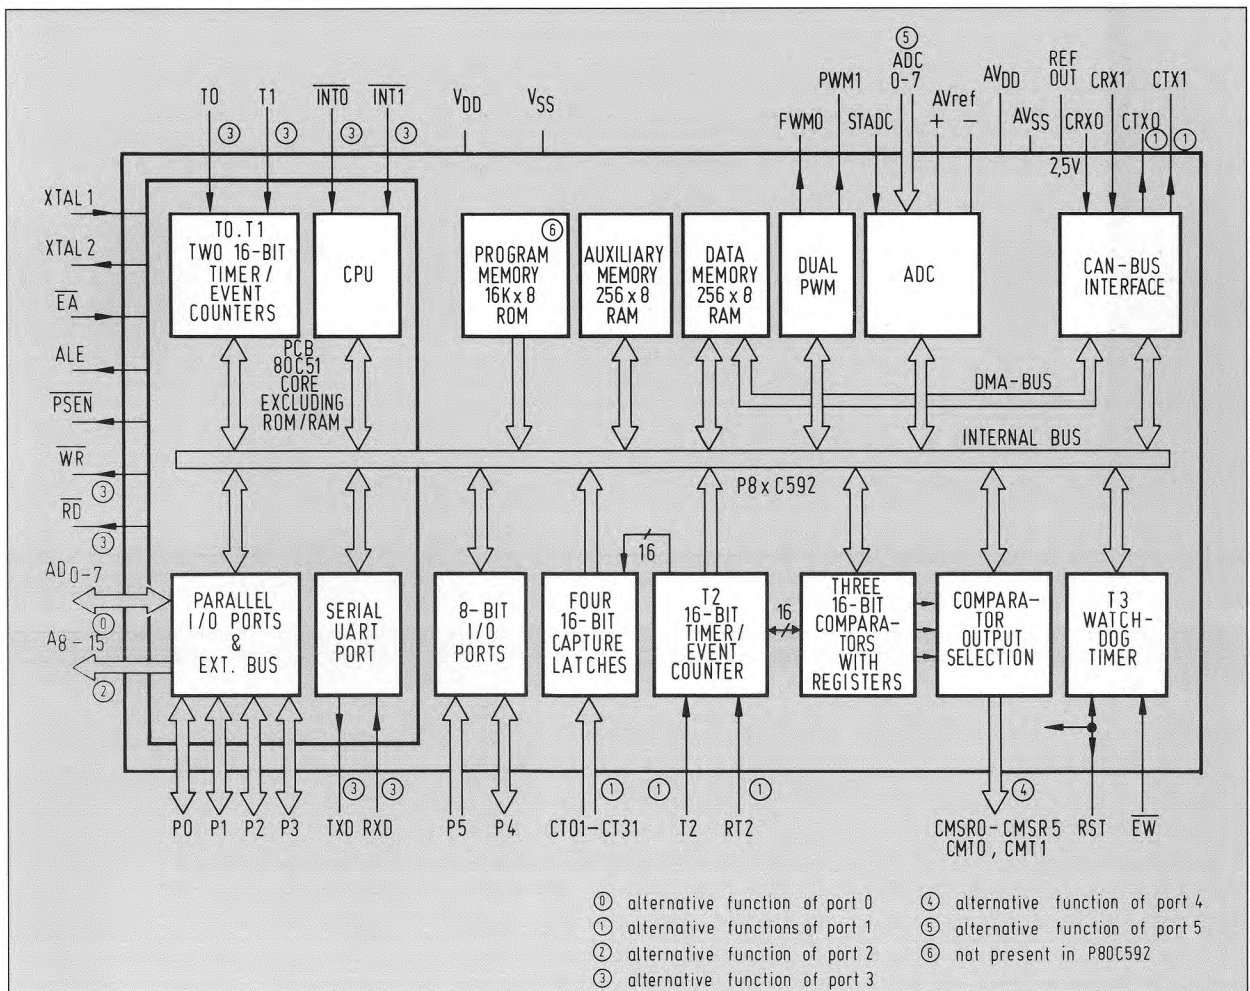 ⑤
ADC
0-7
PWM1
AVDD
REF
OUT
CRX1
CTX1
T0
T1
INT0
INT1
VDD
VSS
FWM0
STADC
AVref
+ −
AVSS
CRX0
CTX0
③
③
③
③
①
①
2,5V
XTAL1
XTAL2
EA
ALE
PSEN
WR
③
RD
③
AD0-7
⓪
A8-15
②
T0.T1
TWO 16-BIT
TIMER/
EVENT
COUNTERS
CPU
⑥
PROGRAM
MEMORY
16K x 8
ROM
AUXILIARY
MEMORY
256 x 8
RAM
DATA
MEMORY
256 x 8
RAM
DUAL
PWM
ADC
CAN-BUS
INTERFACE
PCB
80C51
CORE
EXCLUDING
ROM/RAM
DMA-BUS
INTERNAL BUS
P8xC592
16
16
PARALLEL
I/O PORTS
&
EXT. BUS
SERIAL
UART
PORT
8-BIT
I/O
PORTS
FOUR
16-BIT
CAPTURE
LATCHES
T2
16-BIT
TIMER/
EVENT
COUNTER
THREE
16-BIT
COMPARA-
TORS
WITH
REGISTERS
COMPARA-
TOR
OUTPUT
SELECTION
T3
WATCH-
DOG
TIMER
③
③
①
①
①
④
P0
P1
P2
P3
TXD
RXD
P5
P4
CT01-CT31
T2
RT2
CMSR0-CMSR5
CMT0, CMT1
RST
EW
⓪ alternative function of port 0
① alternative functions of port 1
② alternative function of port 2
③ alternative function of port 3
④ alternative function of port 4
⑤ alternative function of port 5
⑥ not present in P80C592